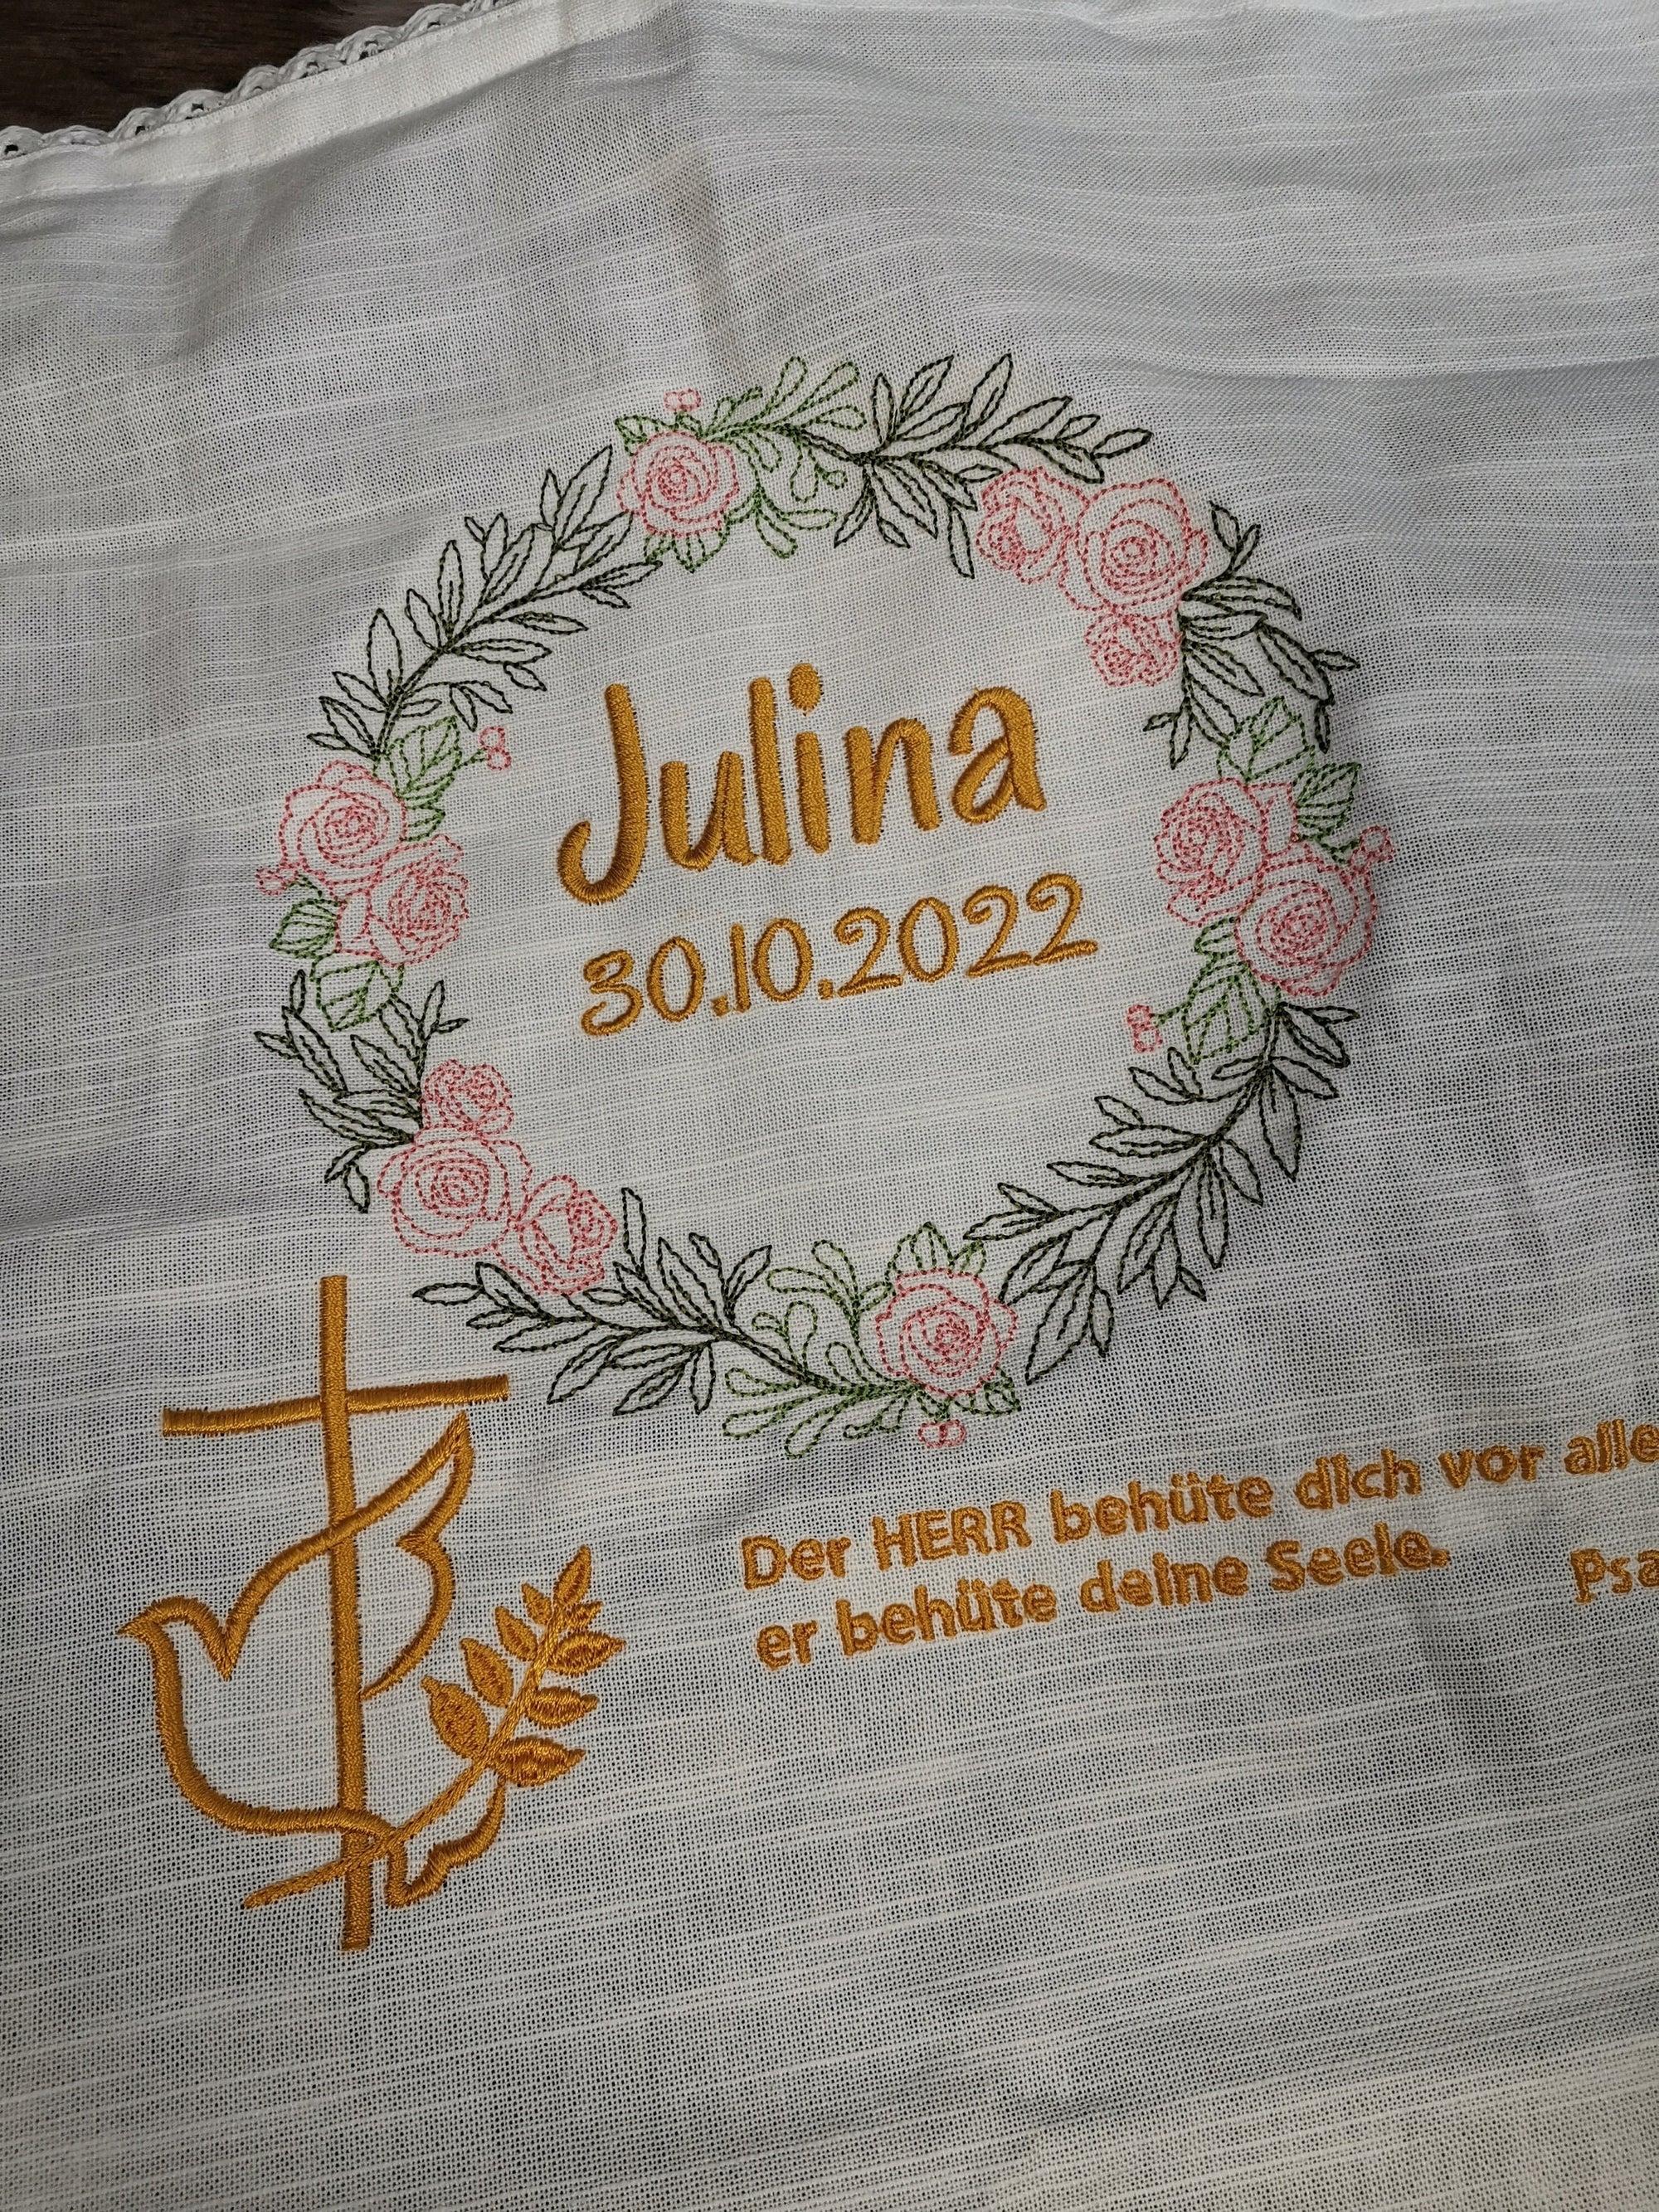 Julina
30.10.2022
Der HERR behüte dich vor alle
er behüte deine Seele. Psa